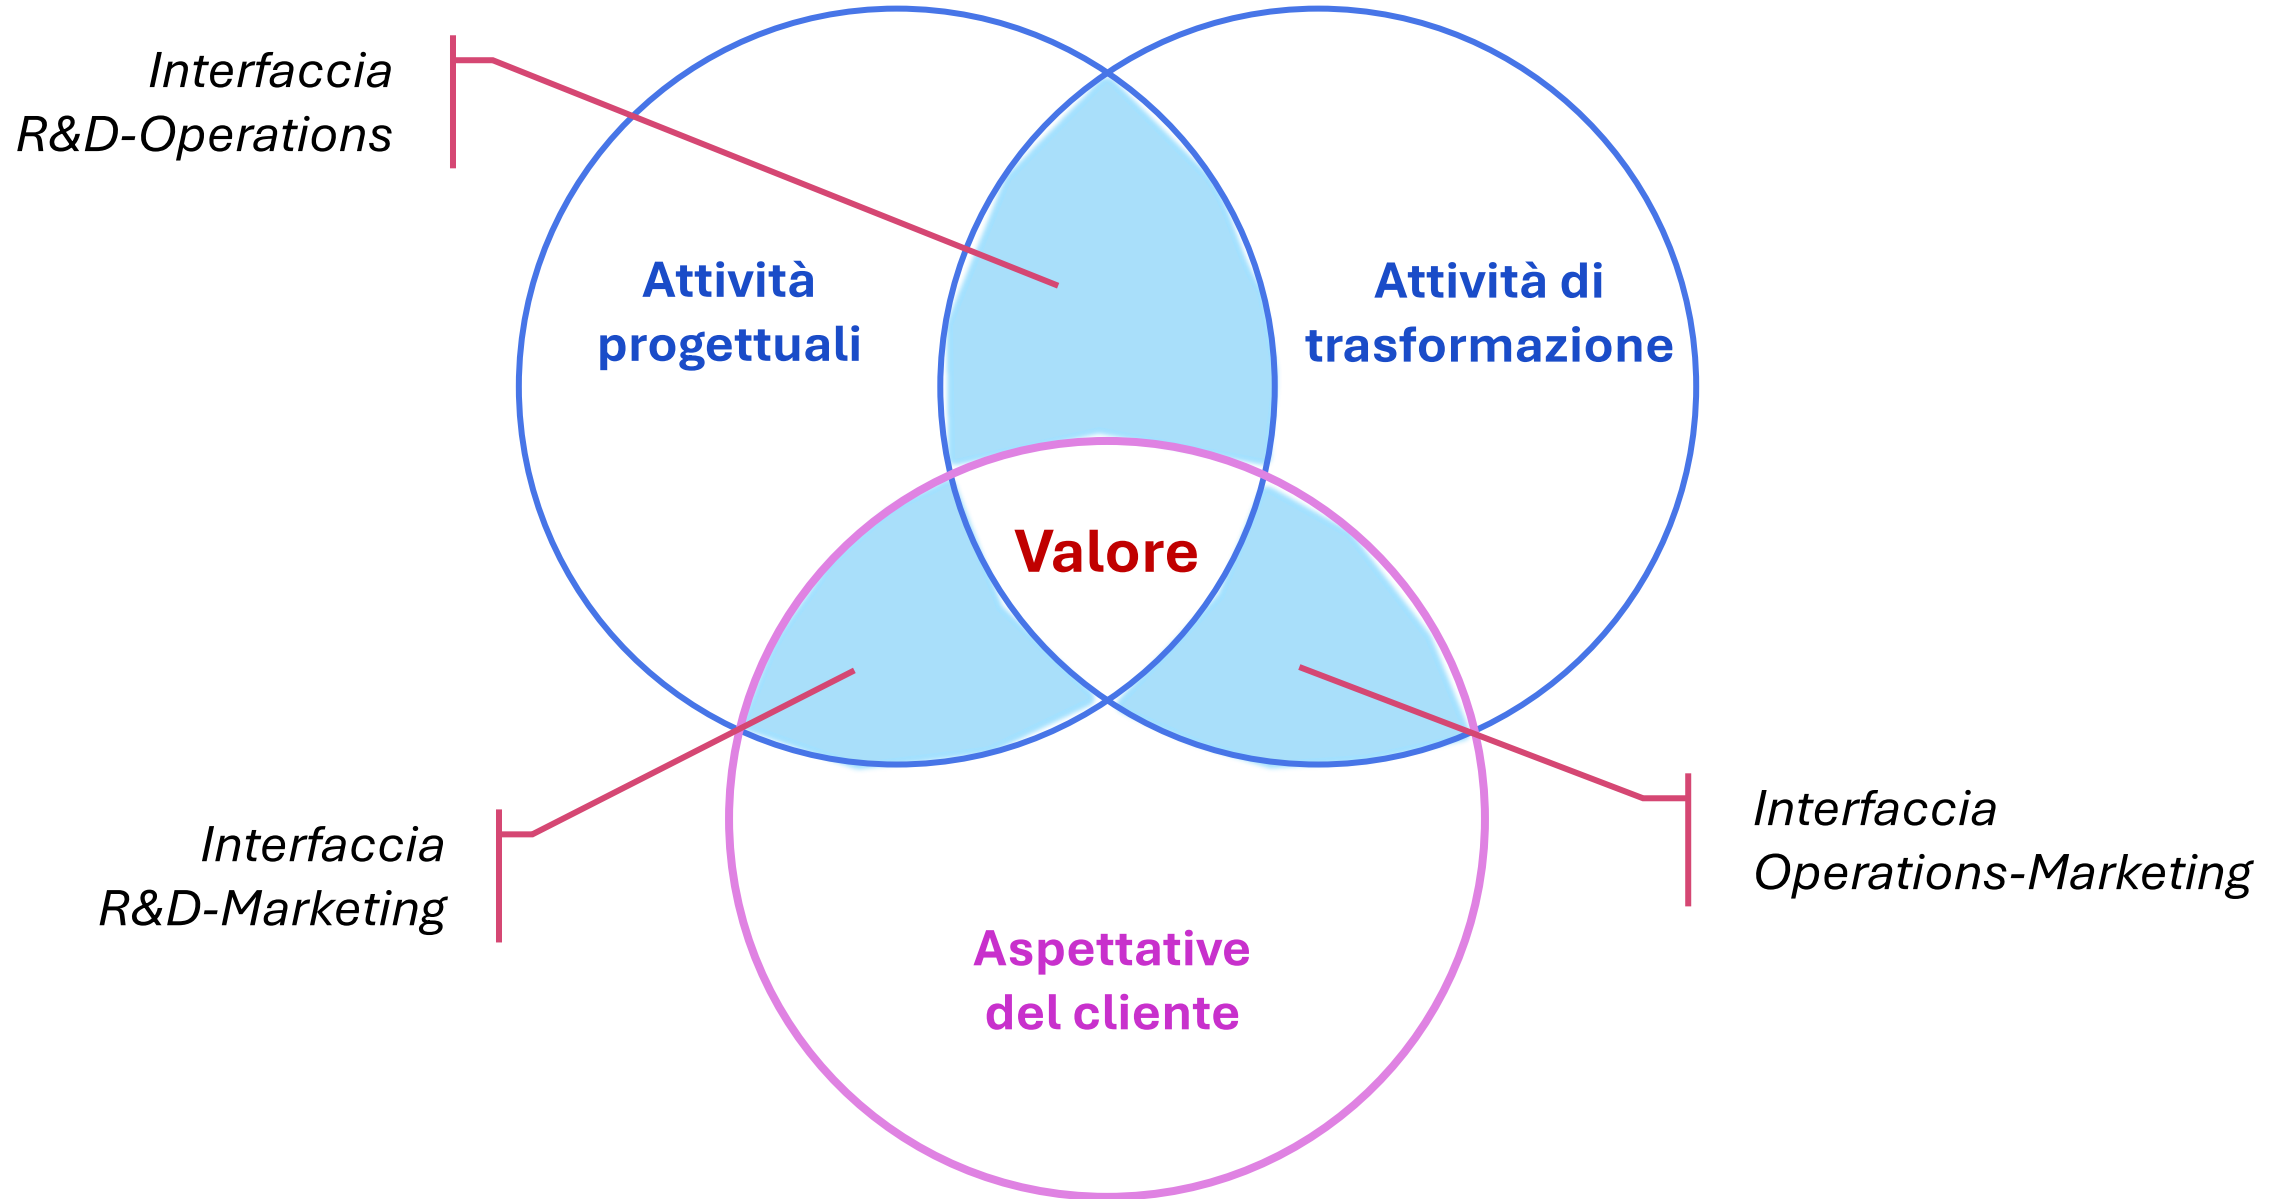 Interfaccia
R&D-Operations
Attività
progettuali
Attività di
trasformazione
Valore
Interfaccia
R&D-Marketing
Interfaccia
Operations-Marketing
Aspettative
del cliente